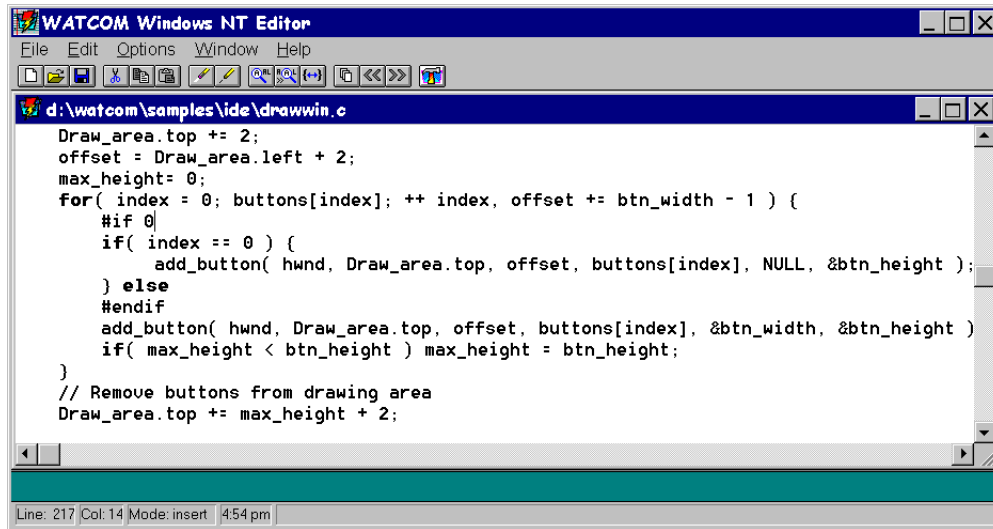 WATCOM Windows NT Editor
File Edit Options Window Help
d:\watcom\samples\ide\drawwin.c
Draw_area.top += 2;
offset = Draw_area.left + 2;
max_height= 0;
for( index = 0; buttons[index]; ++ index, offset += btn_width - 1 ) {
#if 0
if( index == 0 ) {
add_button( hwnd, Draw_area.top, offset, buttons[index], NULL, &btn_height );
} else
#endif
add_button( hwnd, Draw_area.top, offset, buttons[index], &btn_width, &btn_height )
if( max_height < btn_height ) max_height = btn_height;
}
// Remove buttons from drawing area
Draw_area.top += max_height + 2;
Line: 217 Col: 14 Mode: insert 4:54 pm